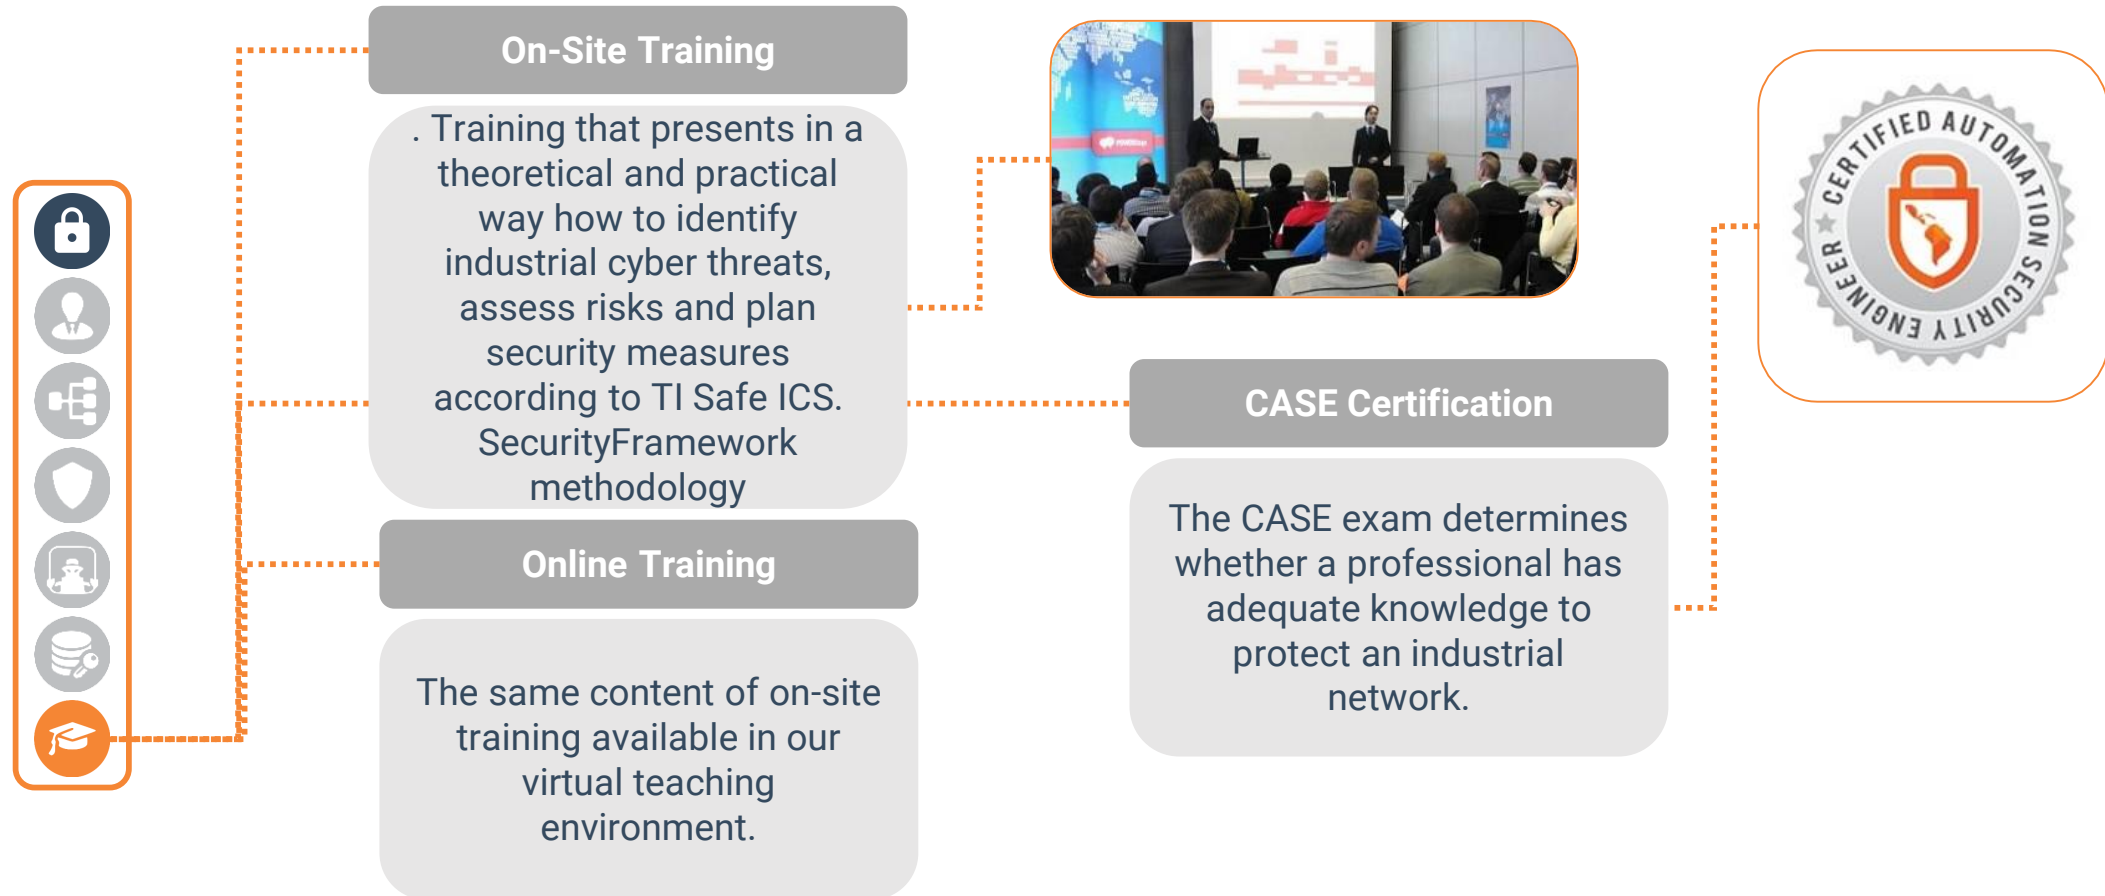 On-Site Training
. Training that presents in a
theoretical and practical
way how to identify
industrial cyber threats,
assess risks and plan
security measures
according to TI Safe ICS.
SecurityFramework
methodology
Online Training
The same content of on-site
training available in our
virtual teaching
environment.
CASE Certification
The CASE exam determines
whether a professional has
adequate knowledge to
protect an industrial
network.
CERTIFIED AUTOMATION SECURITY ENGINEER